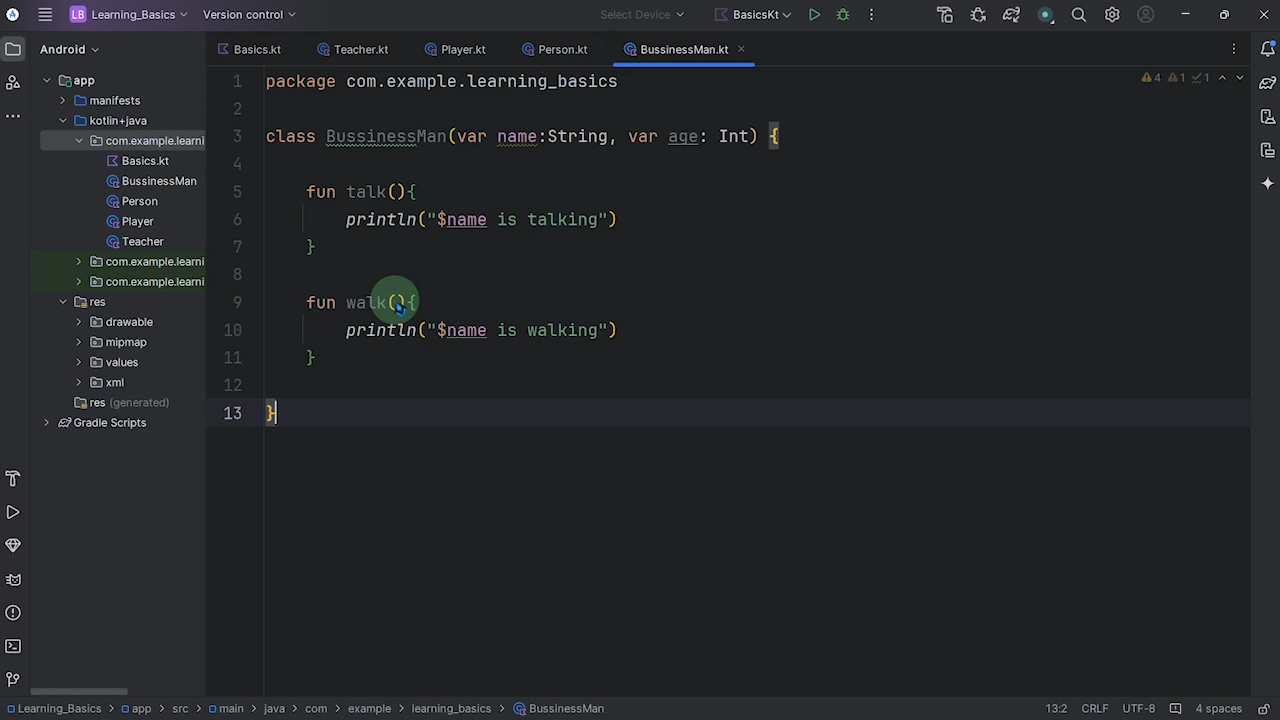 LB Learning_Basics Version control Select Device BasicsKt
Android Basics.kt Teacher.kt Player.kt Person.kt BussinessMan.kt
app
manifests
kotlin+java
com.example.learni
Basics.kt
BussinessMan
Person
Player
Teacher
com.example.learni
com.example.learni
res
drawable
mipmap
values
xml
res (generated)
Gradle Scripts
4 1 1
1 package com.example.learning_basics
2
3 class BussinessMan(var name:String, var age: Int) {
4
5 fun talk(){
6 println("$name is talking")
7 }
8
9 fun walk(){
10 println("$name is walking")
11 }
12
13 }
Learning_Basics app src main java com example learning_basics BussinessMan 13:2 CRLF UTF-8 4 spaces